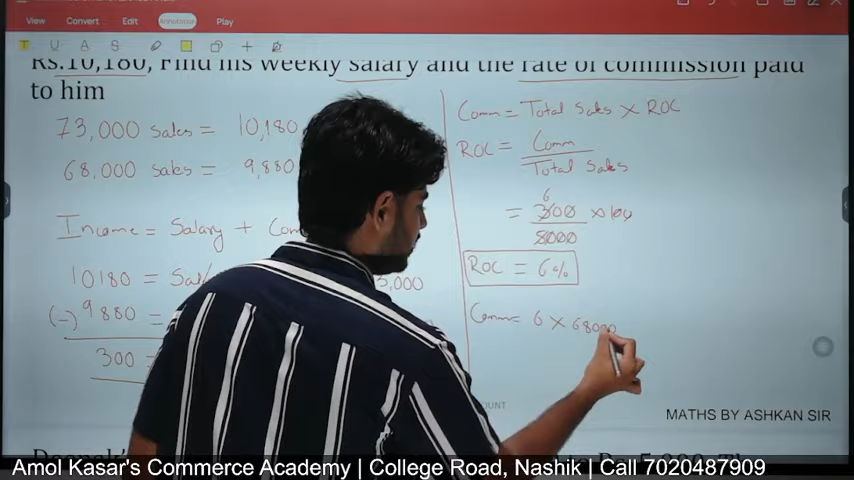 View Convert Edit Annotation Play
Rs.10,180, Find his weekly salary and the rate of commission paid
to him
73,000 sales = 10,180
68,000 sales = 9,880
Income = Salary + Com
10180 = Sal
(-) 9880 =
300 =
3,000
Comm = Total Sales × ROC
ROC = Comm
Total Sales
6
= 300 × 100
ROC = 6%
Comm = 6 × 68000
OUNT
MATHS BY ASHKAN SIR
Amol Kasar's Commerce Academy | College Road, Nashik | Call 7020487909